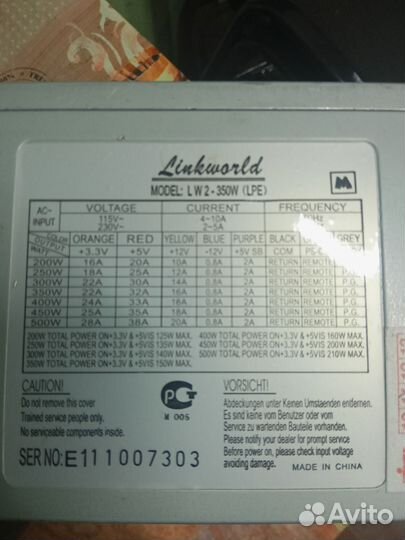 Linkworld
MODEL: LW2-350W (LPE)
M
AC-INPUT VOLTAGE CURRENT FREQUENCY
115V~ 4~10A
230V~ 2~5A
COLOR ORANGE RED YELLOW BLUE PURPLE BLACK GREY
OUTPUT WATT +3.3V +5V +12V -12V +5V SB COM
200W 16A 20A 10A 0.8A 2A RETURN REMOTE P.G.
250W 18A 25A 12A 0.8A 2A RETURN REMOTE P.G.
300W 22A 30A 14A 0.8A 2A RETURN REMOTE P.G.
350W 22A 32A 16A 0.8A 2A RETURN REMOTE P.G.
400W 24A 33A 16A 0.8A 2A RETURN REMOTE P.G.
450W 25A 35A 18A 0.8A 2A RETURN REMOTE P.G.
500W 28A 38A 20A 0.8A 2A RETURN REMOTE P.G.
200W TOTAL POWER ON+3.3V & +5VIS 125W MAX. 400W TOTAL POWER ON+3.3V & +5VIS 160W MAX.
250W TOTAL POWER ON+3.3V & +5VIS 135W MAX. 450W TOTAL POWER ON+3.3V & +5VIS 200W MAX.
300W TOTAL POWER ON+3.3V & +5VIS 140W MAX. 500W TOTAL POWER ON+3.3V & +5VIS 210W MAX.
350W TOTAL POWER ON+3.3V & +5VIS 150W MAX.
CAUTION!
Do not remove this cover
Trained service people only.
No serviceable components inside.
М 005
VORSICHT!
Abdeckungen unter Keinen Umstaenden entfernen.
Es sind keine vom Benutzer oder vom
Service zu wartenden Bauteile vorhanden.
Please refer to your dealer for prompt service
Before power on, please check input voltage
avoiding damage.
SER NO: E111007303
MADE IN CHINA
Avito